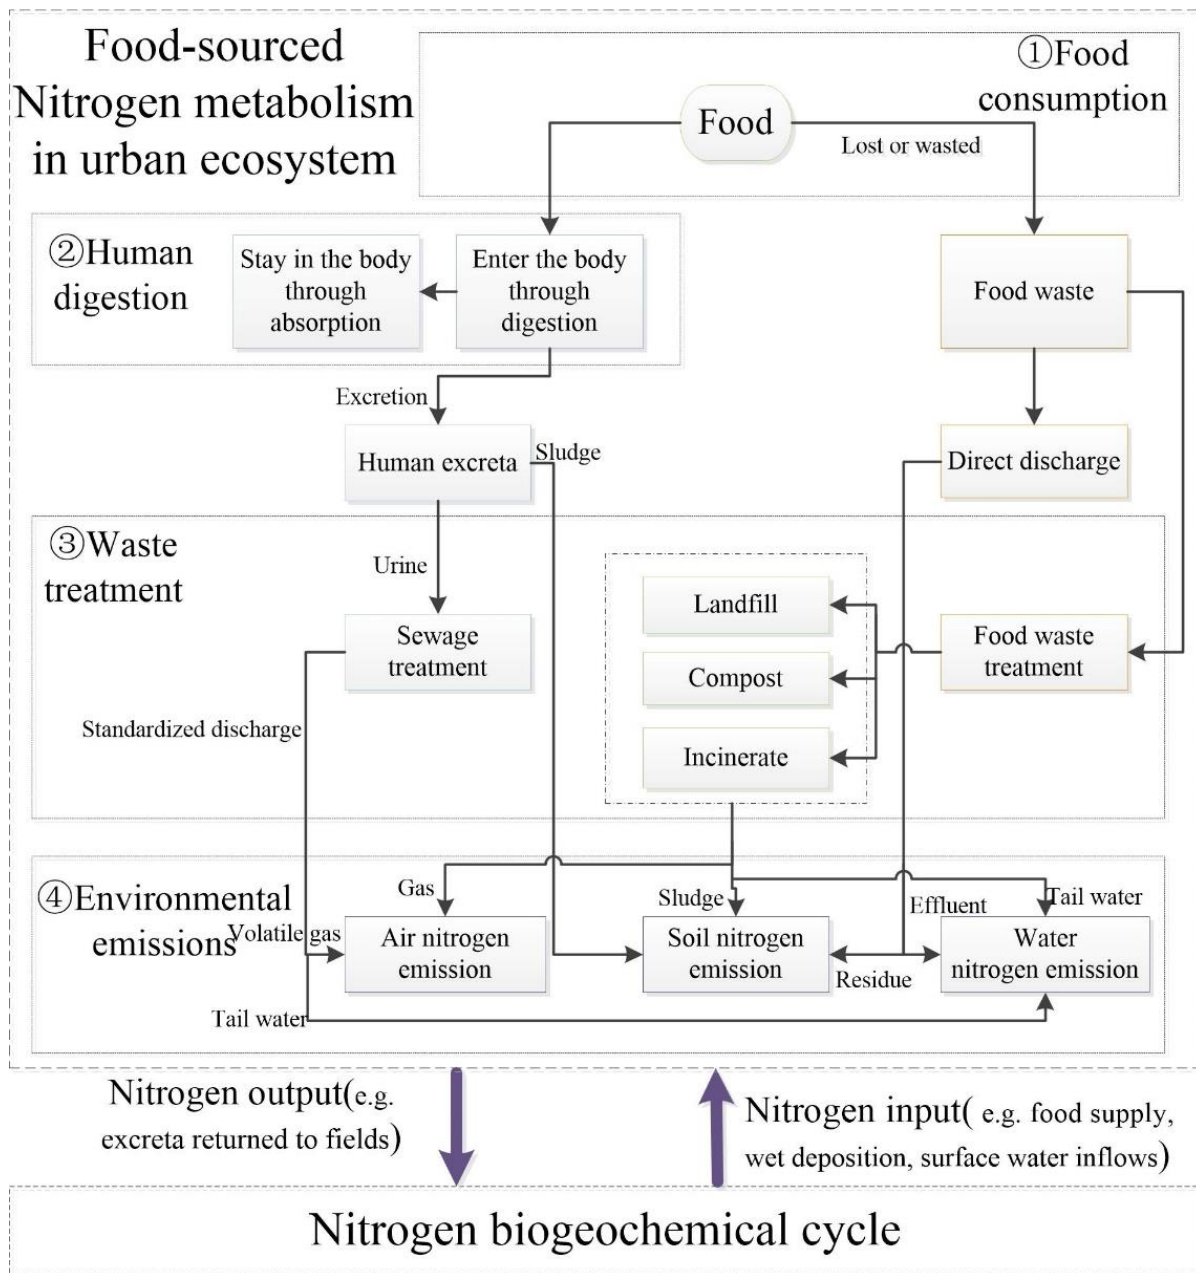 Food-sourced
Nitrogen metabolism
in urban ecosystem
①Food
consumption
Food
Lost or wasted
②Human
digestion
Stay in the body
through
absorption
Enter the body
through
digestion
Food waste
Excretion
Human excreta
Sludge
Direct discharge
③Waste
treatment
Urine
Sewage
treatment
Landfill
Compost
Incinerate
Food waste
treatment
Standardized discharge
④Environmental
emissions
Gas
Sludge
Effluent
Tail water
Volatile gas
Air nitrogen
emission
Soil nitrogen
emission
Residue
Water
nitrogen emission
Tail water
Nitrogen output(e.g.
excreta returned to fields)
Nitrogen input( e.g. food supply,
wet deposition, surface water inflows)
Nitrogen biogeochemical cycle